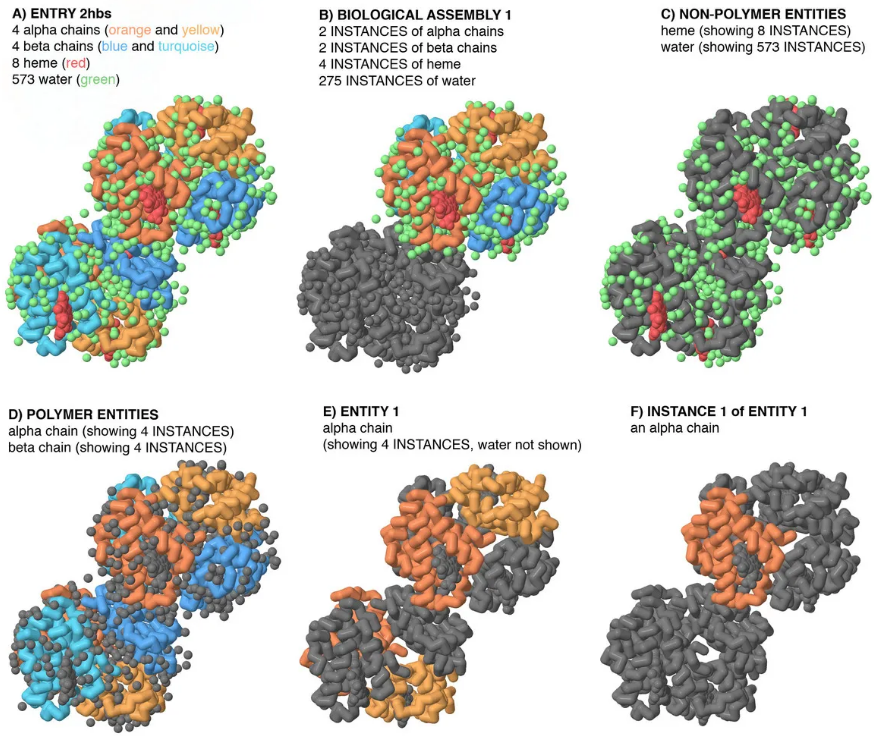 A) ENTRY 2hbs
4 alpha chains (orange and yellow)
4 beta chains (blue and turquoise)
8 heme (red)
573 water (green)
B) BIOLOGICAL ASSEMBLY 1
2 INSTANCES of alpha chains
2 INSTANCES of beta chains
4 INSTANCES of heme
275 INSTANCES of water
C) NON-POLYMER ENTITIES
heme (showing 8 INSTANCES)
water (showing 573 INSTANCES)
D) POLYMER ENTITIES
alpha chain (showing 4 INSTANCES)
beta chain (showing 4 INSTANCES)
E) ENTITY 1
alpha chain
(showing 4 INSTANCES, water not shown)
F) INSTANCE 1 of ENTITY 1
an alpha chain